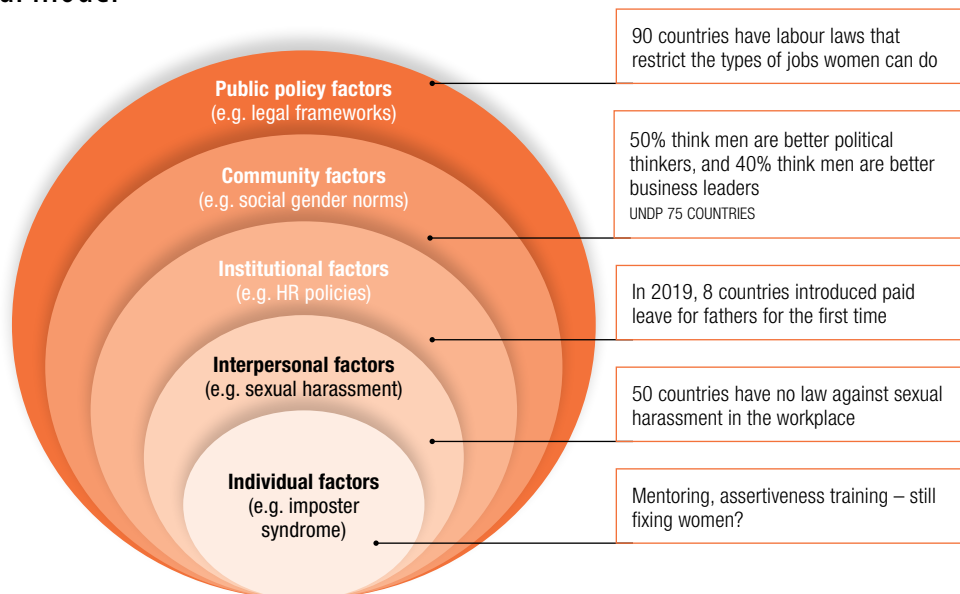 90 countries have labour laws that
restrict the types of jobs women can do
Public policy factors
(e.g. legal frameworks)
50% think men are better political
thinkers, and 40% think men are better
business leaders
UNDP 75 COUNTRIES
Community factors
(e.g. social gender norms)
Institutional factors
(e.g. HR policies)
In 2019, 8 countries introduced paid
leave for fathers for the first time
Interpersonal factors
(e.g. sexual harassment)
50 countries have no law against sexual
harassment in the workplace
Individual factors
(e.g. imposter
syndrome)
Mentoring, assertiveness training – still
fixing women?